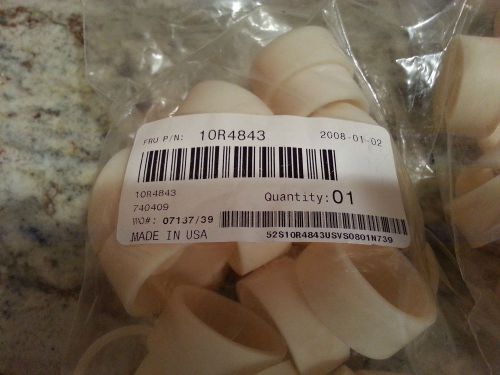 FRU P/N: 10R4843 2008-01-02
10R4843
740409 Quantity: 01
WO#: 07137/39
MADE IN USA 52S10R4843USVS0801N739